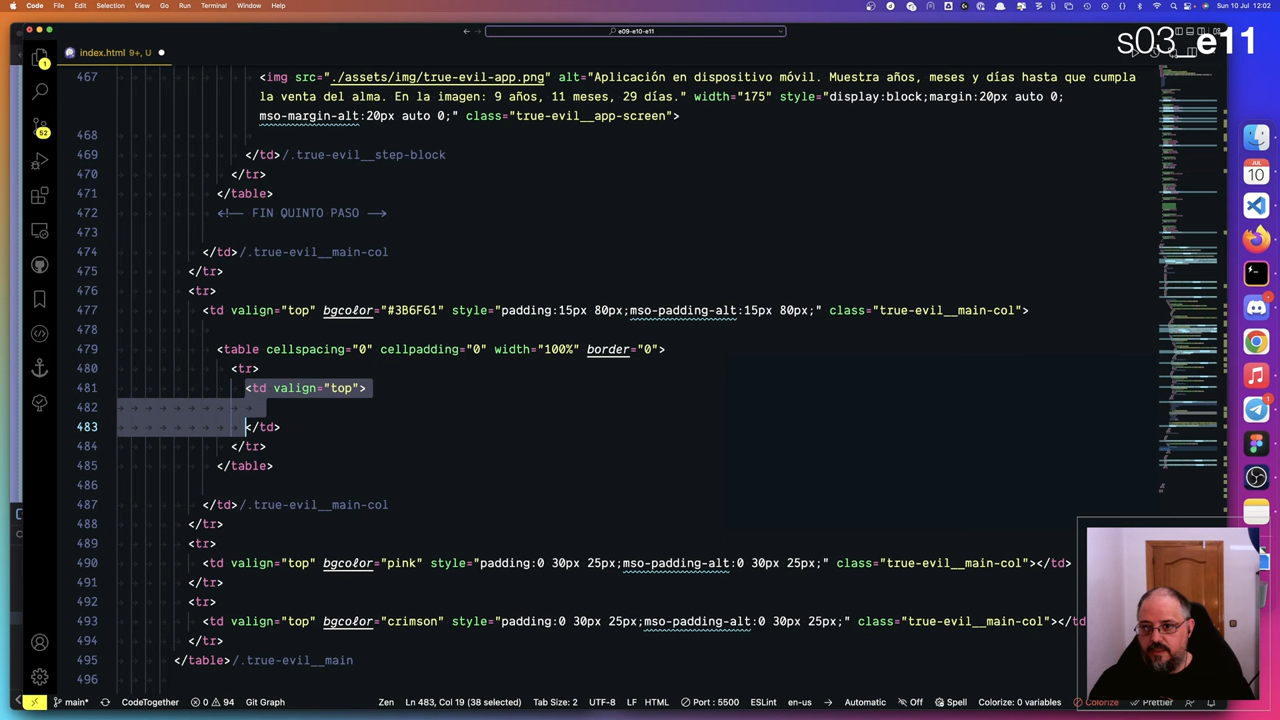 Code File Edit Selection View Go Run Terminal Window Help
Sun 10 Jul 12:02
e09-e10-e11
s03_e11
index.html 9+, U
467 <img src="./assets/img/true-evil-app.png" alt="Aplicación en dispositivo móvil. Muestra años, meses y días hasta que cumpla
la venta del alma. En la imagen: 9 años, 11 meses, 29 días." width="175" style="display:block;margin:20px auto 0;
mso-margin-alt:20px auto 0;" class="true-evil__app-screen">
468
469 </td>/.true-evil__step-block
470 </tr>
471 </table>
472 <!-- FIN QUINTO PASO -->
473
474 </td>/.true-evil__main-col
475 </tr>
476 <tr>
477 <td valign="top" bgcolor="#3B6F61" style="padding:15px 80px;mso-padding-alt:15px 80px;" class="true-evil__main-col">
478
479 <table cellspacing="0" cellpadding="0" width="100%" border="0">
480 <tr>
481 <td valign="top">
482
483 </td>
484 </tr>
485 </table>
486
487 </td>/.true-evil__main-col
488 </tr>
489 <tr>
490 <td valign="top" bgcolor="pink" style="padding:0 30px 25px;mso-padding-alt:0 30px 25px;" class="true-evil__main-col"></td>
491 </tr>
492 <tr>
493 <td valign="top" bgcolor="crimson" style="padding:0 30px 25px;mso-padding-alt:0 30px 25px;" class="true-evil__main-col"></td>
494 </tr>
495 </table>/.true-evil__main
496
1
52
JUL
10
1
1
main* CodeTogether 0 94 Git Graph Zen Ln 483, Col 19 (38 selected) Tab Size: 2 UTF-8 LF HTML Port : 5500 ESLint en-us Automatic Off Spell Colorize: 0 variables Colorize Prettier